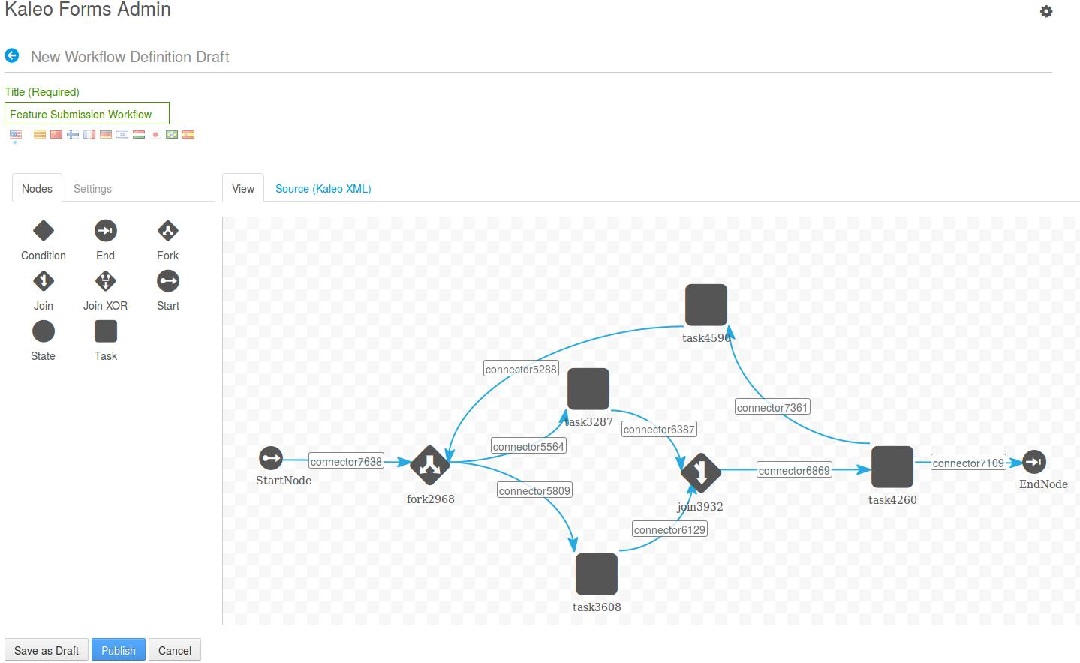 Kaleo Forms Admin
New Workflow Definition Draft
Title (Required)
Feature Submission Workflow
Nodes Settings
View Source (Kaleo XML)
Condition End Fork
Join Join XOR Start
State Task
task4596
connector5288
task3287
connector7361
connector6387
connector5564
connector7638
StartNode
fork2968
connector5809
connector6869
connector7169
EndNode
task4260
join3932
connector6129
task3608
Save as Draft Publish Cancel